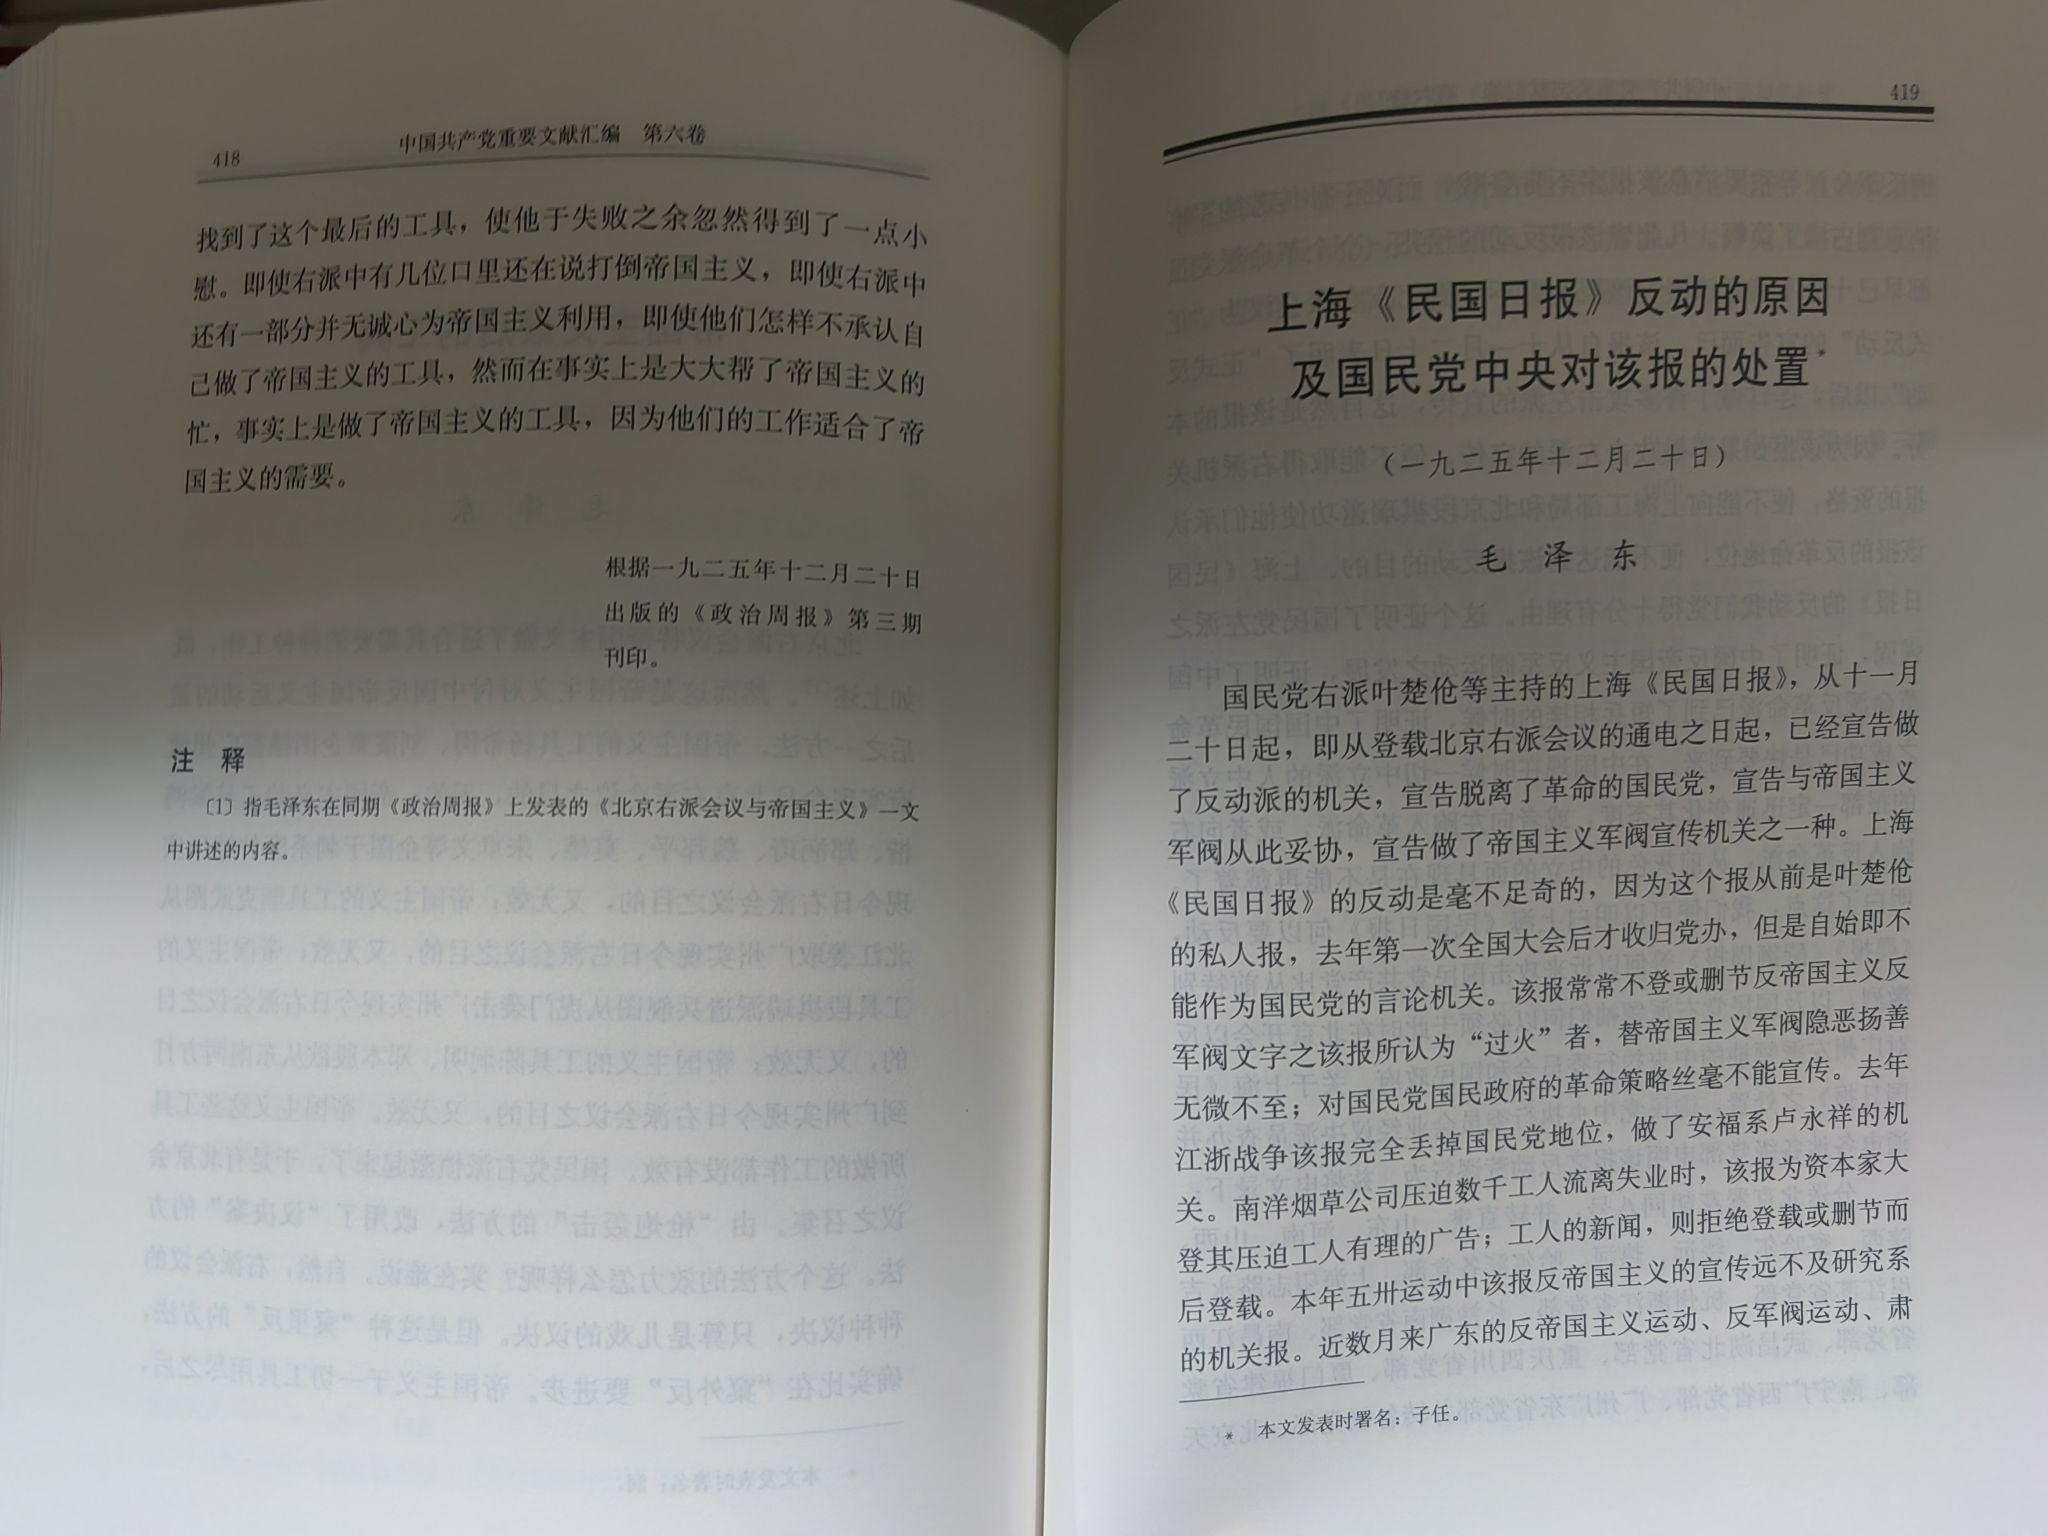 418
中国共产党重要文献汇编 第六卷
找到了这个最后的工具，使他于失败之余忽然得到了一点小
慰。即使右派中有几位口里还在说打倒帝国主义，即使右派中
还有一部分并无诚心为帝国主义利用，即使他们怎样不承认自
己做了帝国主义的工具，然而在事实上是大大帮了帝国主义的
忙，事实上是做了帝国主义的工具，因为他们的工作适合了帝
国主义的需要。
根据一九二五年十二月二十日
出版的《政治周报》第三期
刊印。
注 释
〔1〕指毛泽东在同期《政治周报》上发表的《北京右派会议与帝国主义》一文
中讲述的内容。
419
上海《民国日报》反动的原因
及国民党中央对该报的处置*
（一九二五年十二月二十日）
毛 泽 东
国民党右派叶楚伧等主持的上海《民国日报》，从十一月
二十日起，即从登载北京右派会议的通电之日起，已经宣告做
了反动派的机关，宣告脱离了革命的国民党，宣告与帝国主义
军阀从此妥协，宣告做了帝国主义军阀宣传机关之一种。上海
《民国日报》的反动是毫不足奇的，因为这个报从前是叶楚伧
的私人报，去年第一次全国大会后才收归党办，但是自始即不
能作为国民党的言论机关。该报常常不登或删节反帝国主义反
军阀文字之该报所认为“过火”者，替帝国主义军阀隐恶扬善
无微不至；对国民党国民政府的革命策略丝毫不能宣传。去年
江浙战争该报完全丢掉国民党地位，做了安福系卢永祥的机
关。南洋烟草公司压迫数千工人流离失业时，该报为资本家大
登其压迫工人有理的广告；工人的新闻，则拒绝登载或删节而
后登载。本年五卅运动中该报反帝国主义的宣传远不及研究系
的机关报。近数月来广东的反帝国主义运动、反军阀运动、肃
* 本文发表时署名：子任。